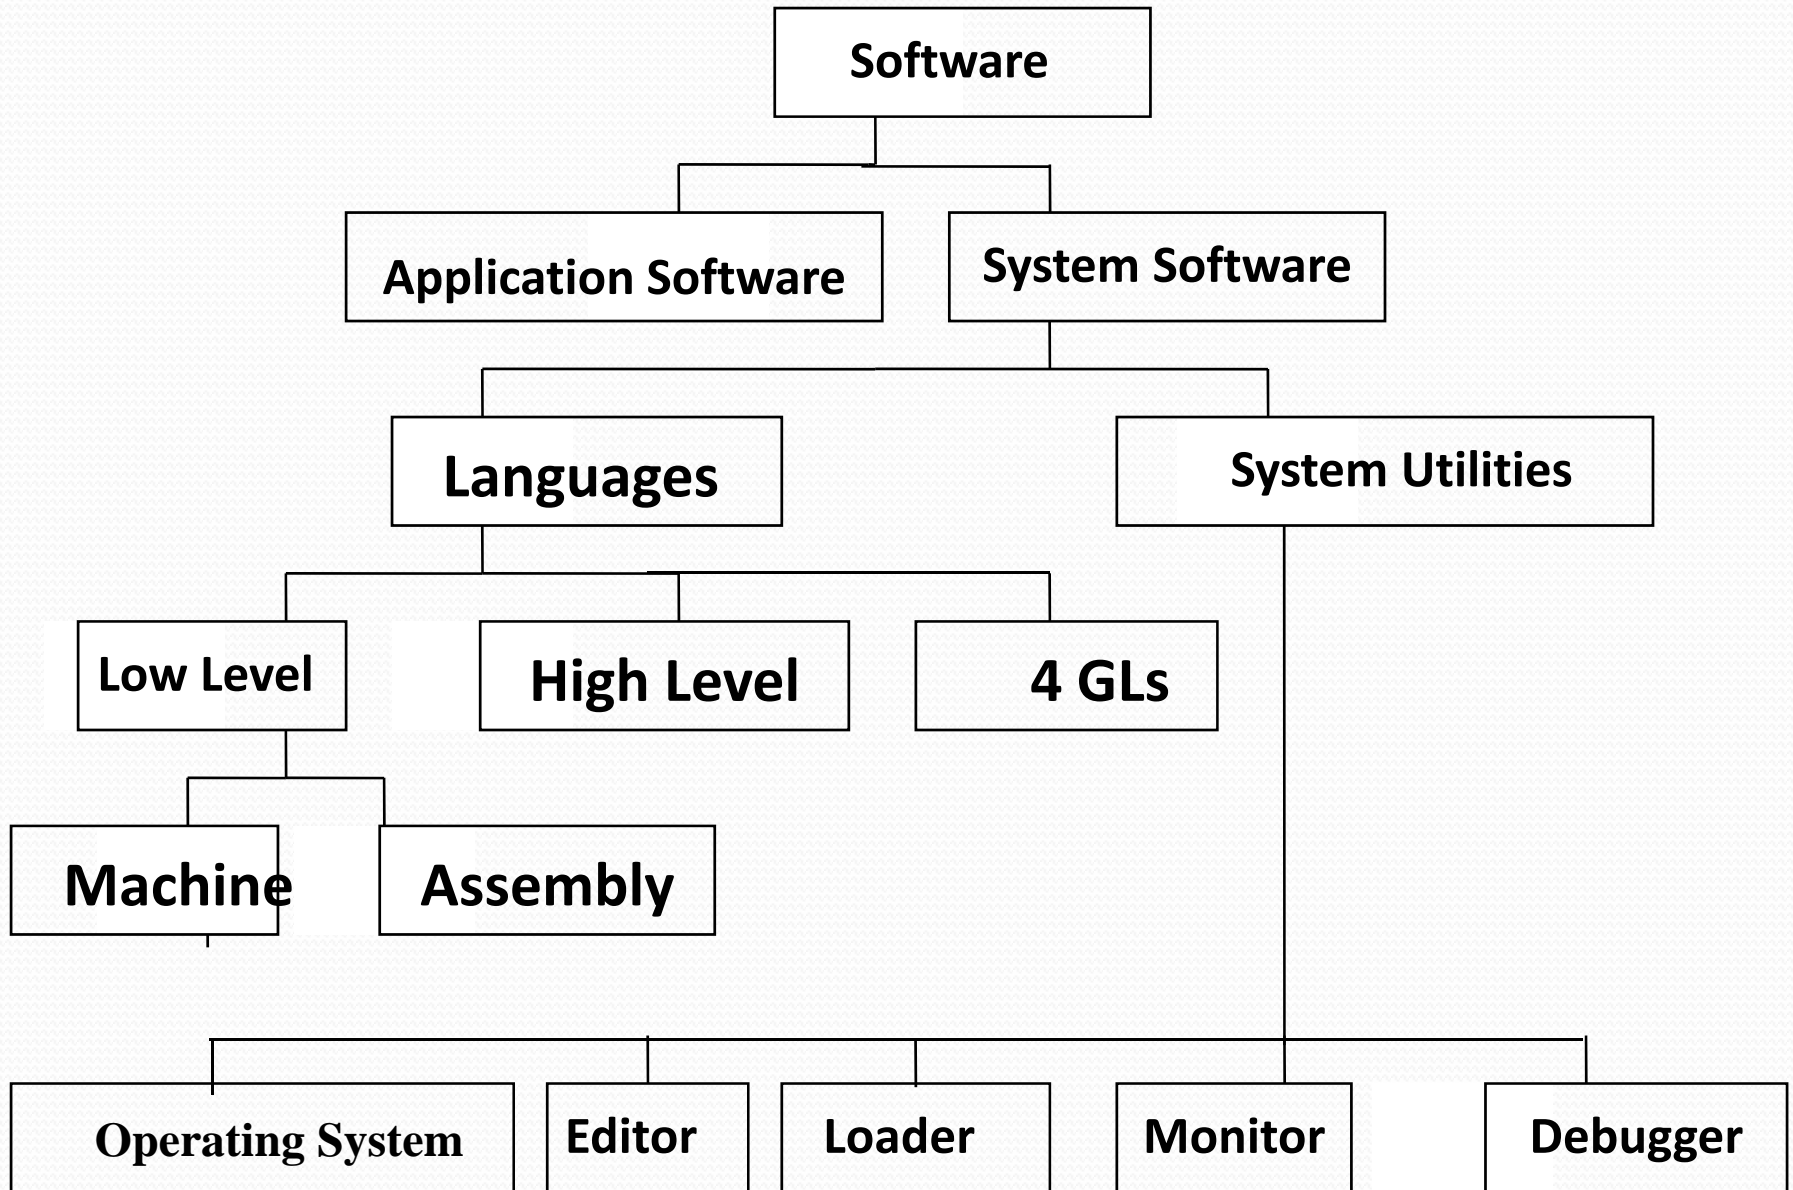 Software
Application Software
System Software
Languages
System Utilities
Low Level
High Level
4 GLs
Machine
Assembly
Operating System
Editor
Loader
Monitor
Debugger